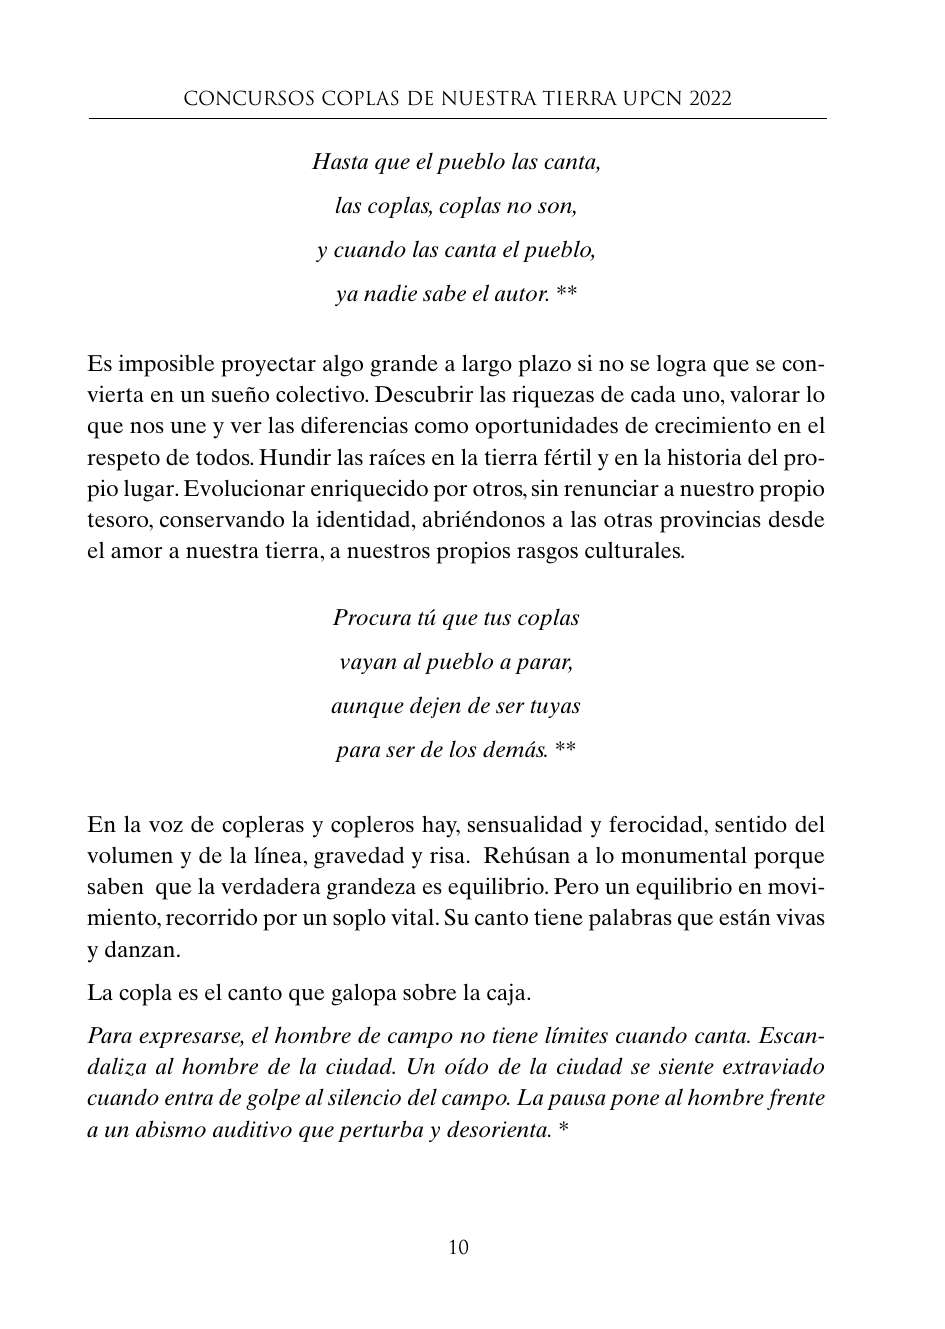 CONCURSOS COPLAS DE NUESTRA TIERRA UPCN 2022
Hasta que el pueblo las canta,
las coplas, coplas no son,
y cuando las canta el pueblo,
ya nadie sabe el autor. **
Es imposible proyectar algo grande a largo plazo si no se logra que se con-
vierta en un sueño colectivo. Descubrir las riquezas de cada uno, valorar lo
que nos une y ver las diferencias como oportunidades de crecimiento en el
respeto de todos. Hundir las raíces en la tierra fértil y en la historia del pro-
pio lugar. Evolucionar enriquecido por otros, sin renunciar a nuestro propio
tesoro, conservando la identidad, abriéndonos a las otras provincias desde
el amor a nuestra tierra, a nuestros propios rasgos culturales.
Procura tú que tus coplas
vayan al pueblo a parar,
aunque dejen de ser tuyas
para ser de los demás. **
En la voz de copleras y copleros hay, sensualidad y ferocidad, sentido del
volumen y de la línea, gravedad y risa.  Rehúsan a lo monumental porque
saben  que la verdadera grandeza es equilibrio. Pero un equilibrio en movi-
miento, recorrido por un soplo vital. Su canto tiene palabras que están vivas
y danzan.
La copla es el canto que galopa sobre la caja.
Para expresarse, el hombre de campo no tiene límites cuando canta. Escan-
daliza al hombre de la ciudad. Un oído de la ciudad se siente extraviado
cuando entra de golpe al silencio del campo. La pausa pone al hombre frente
a un abismo auditivo que perturba y desorienta. *
10